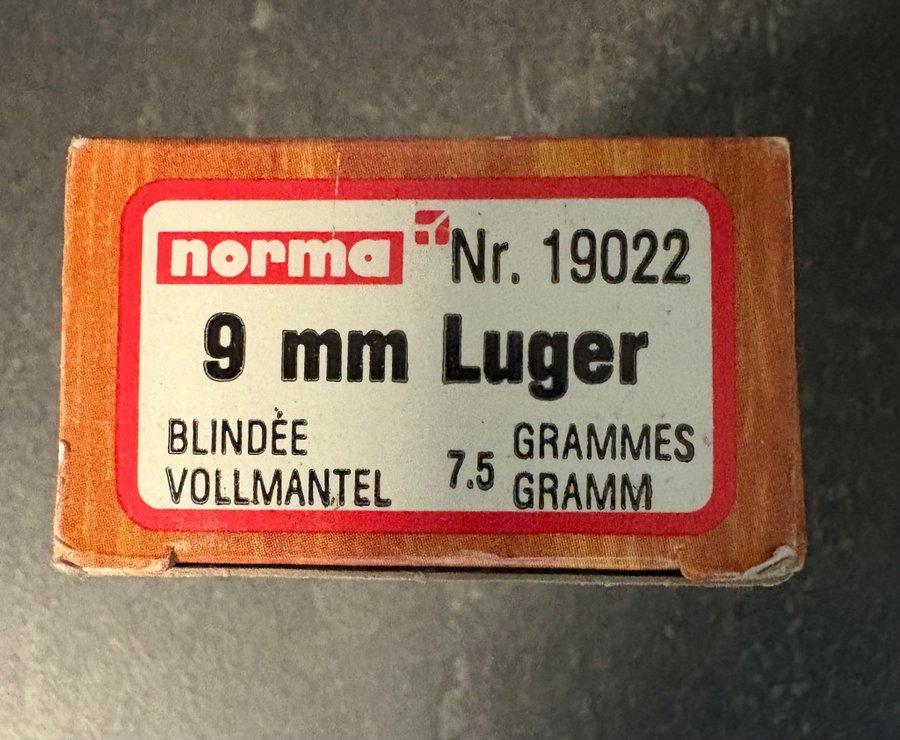 norma Nr. 19022
9 mm Luger
BLINDÉE 7.5 GRAMMES
VOLLMANTEL GRAMM